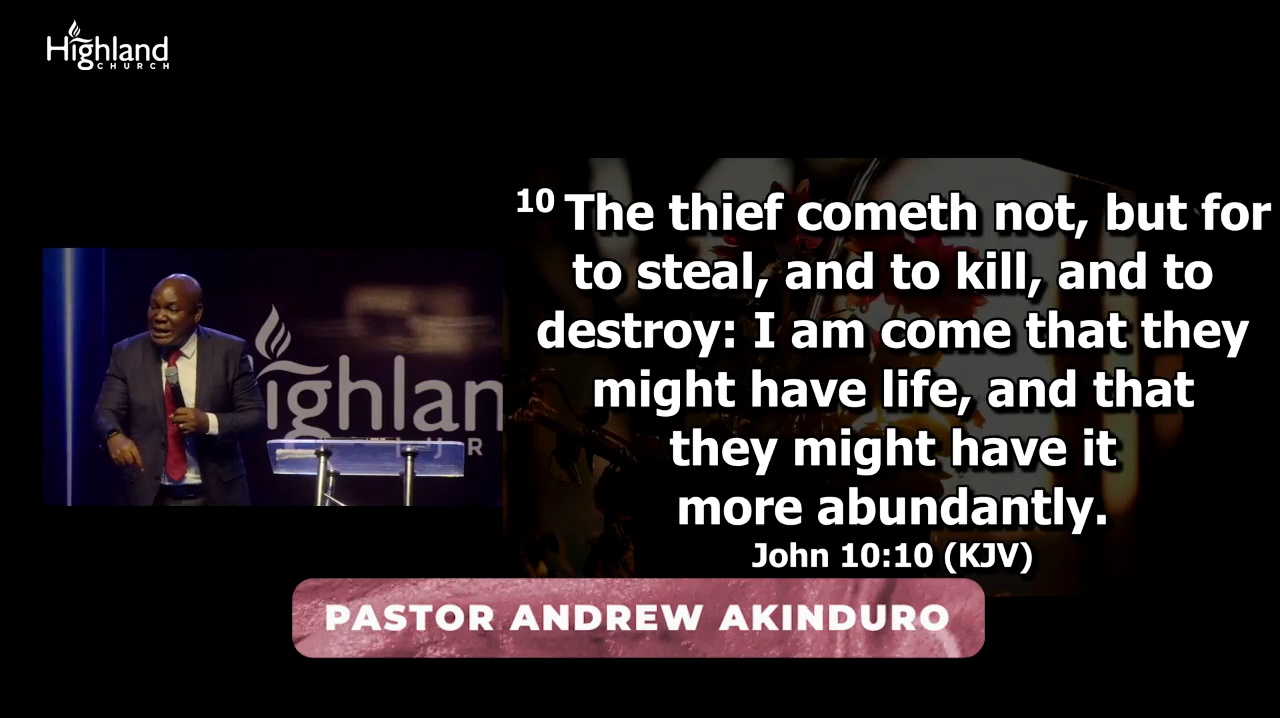 Highland
CHURCH
10 The thief cometh not, but for
to steal, and to kill, and to
destroy: I am come that they
might have life, and that
they might have it
more abundantly.
John 10:10 (KJV)
ighlan
PASTOR ANDREW AKINDURO